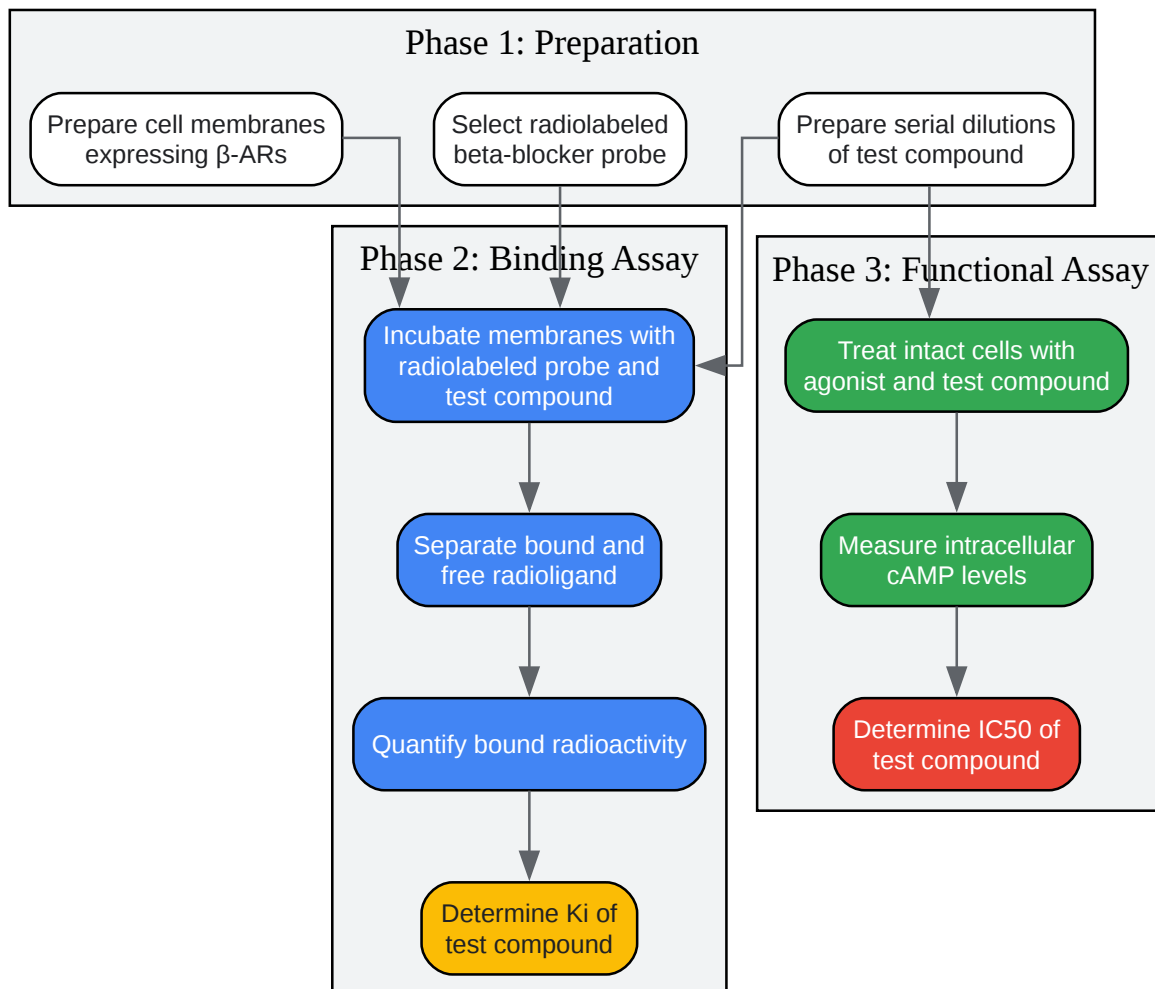 Phase 1: Preparation
Prepare cell membranes
expressing β-ARs
Select radiolabeled
beta-blocker probe
Prepare serial dilutions
of test compound
Phase 2: Binding Assay
Incubate membranes with
radiolabeled probe and
test compound
Separate bound and
free radioligand
Quantify bound radioactivity
Determine Ki of
test compound
Phase 3: Functional Assay
Treat intact cells with
agonist and test compound
Measure intracellular
cAMP levels
Determine IC50 of
test compound